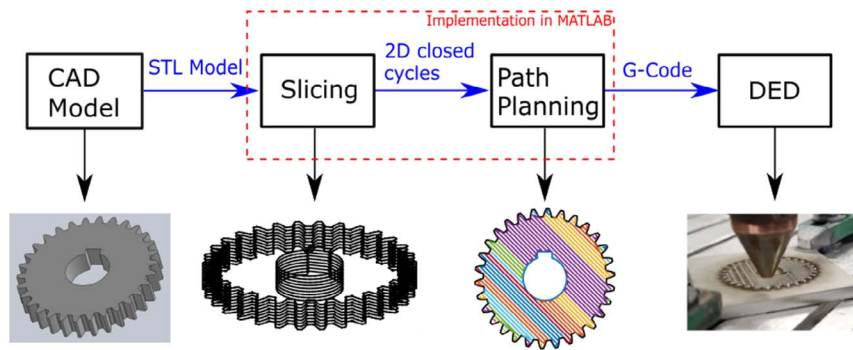 Implementation in MATLAB
CAD
Model
STL Model
Slicing
2D closed
cycles
Path
Planning
G-Code
DED